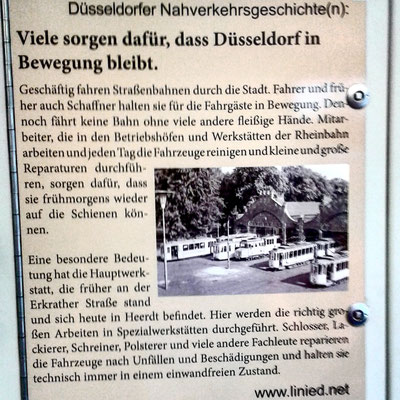 Düsseldorfer Nahverkehrsgeschichte(n):
Viele sorgen dafür, dass Düsseldorf in
Bewegung bleibt.
Geschäftig fahren Straßenbahnen durch die Stadt. Fahrer und frü-
her auch Schaffner halten sie für die Fahrgäste in Bewegung. Den-
noch fährt keine Bahn ohne viele andere fleißige Hände. Mitar-
beiter, die in den Betriebshöfen und Werkstätten der Rheinbahn
arbeiten und jeden Tag die Fahrzeuge reinigen und kleine und große
Reparaturen durchfüh-
ren, sorgen dafür, dass
sie frühmorgens wieder
auf die Schienen kön-
nen.
Eine besondere Bedeu-
tung hat die Hauptwerk-
statt, die früher an der
Erkrather Straße stand
und sich heute in Heerdt befindet. Hier werden die richtig gro-
ßen Arbeiten in Spezialwerkstätten durchgeführt. Schlosser, La-
ckierer, Schreiner, Polsterer und viele andere Fachleute reparieren
die Fahrzeuge nach Unfällen und Beschädigungen und halten sie
technisch immer in einem einwandfreien Zustand.
www.linied.net